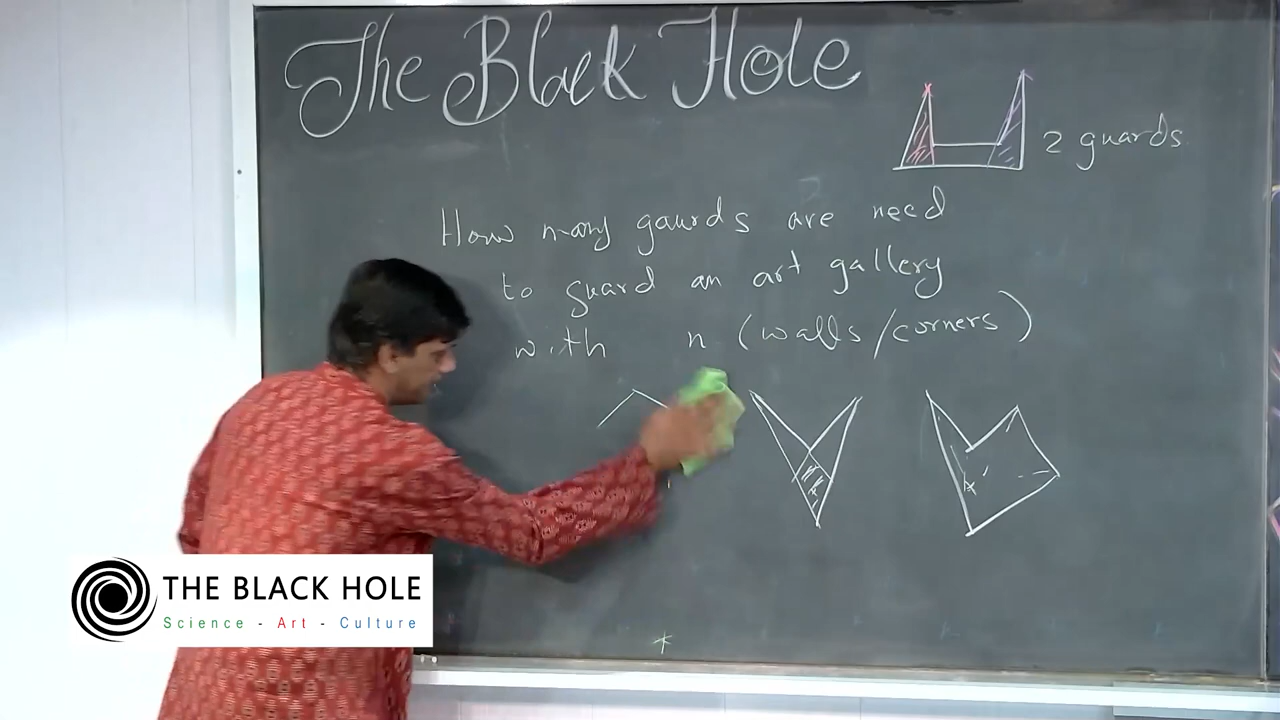 The Black Hole
2 guards
How many gaurds are need
to guard an art gallery
with n (walls/corners)
THE BLACK HOLE
Science - Art - Culture